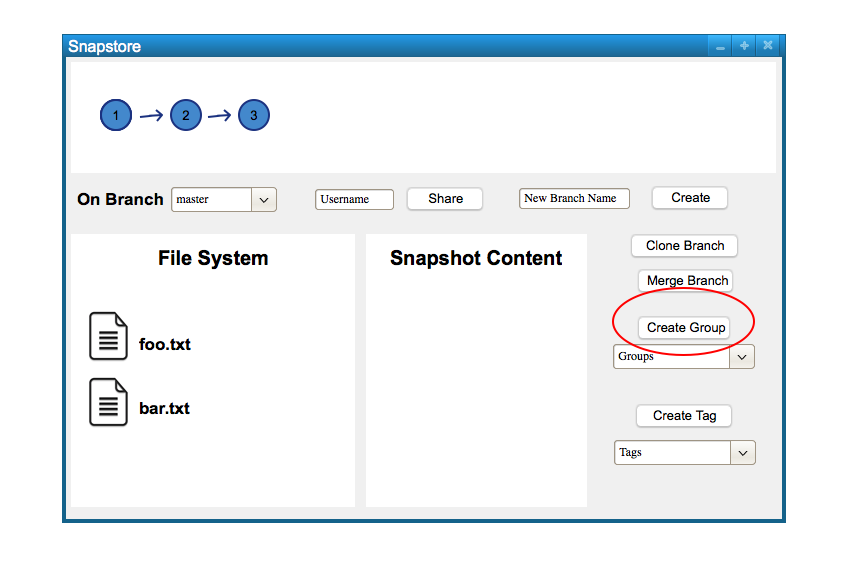 Snapstore
1 2 3
On Branch master Username Share New Branch Name Create
File System
Snapshot Content
foo.txt
bar.txt
Clone Branch
Merge Branch
Create Group
Groups
Create Tag
Tags